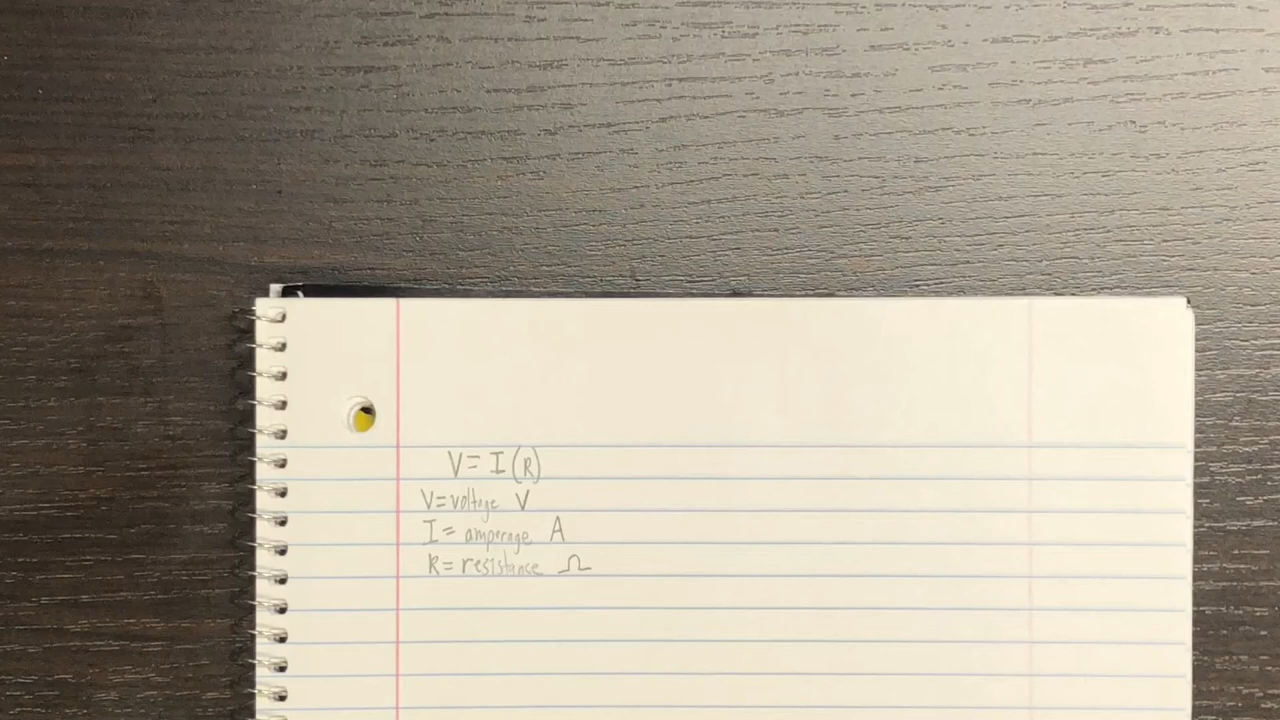 V= I(R)
V=voltage V
I= amperage A
R= resistance Ω